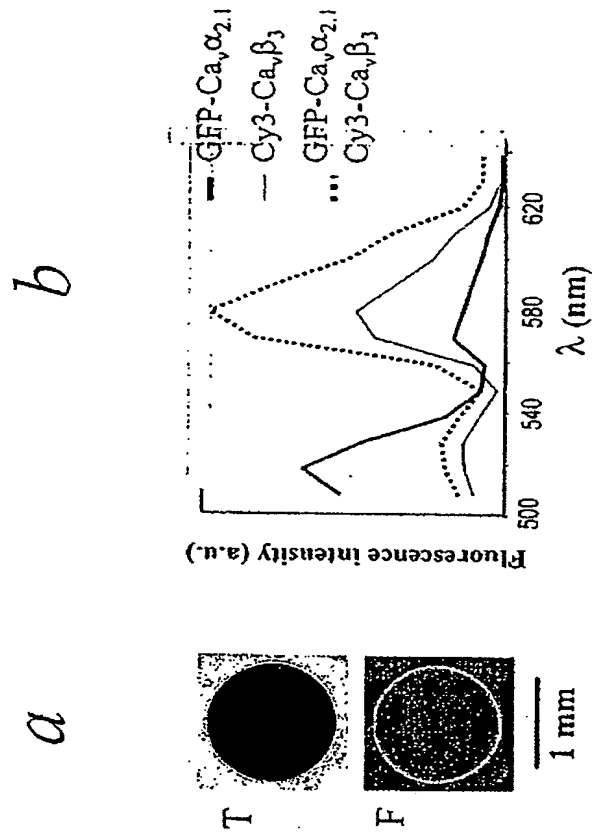 a
T
F
1 mm
b
Fluorescence intensity (a.u.)
GFP-Caᵥα₂.₁
Cy3-Caᵥβ₃
GFP-Caᵥα₂.₁
Cy3-Caᵥβ₃
500 540 580 620
λ (nm)